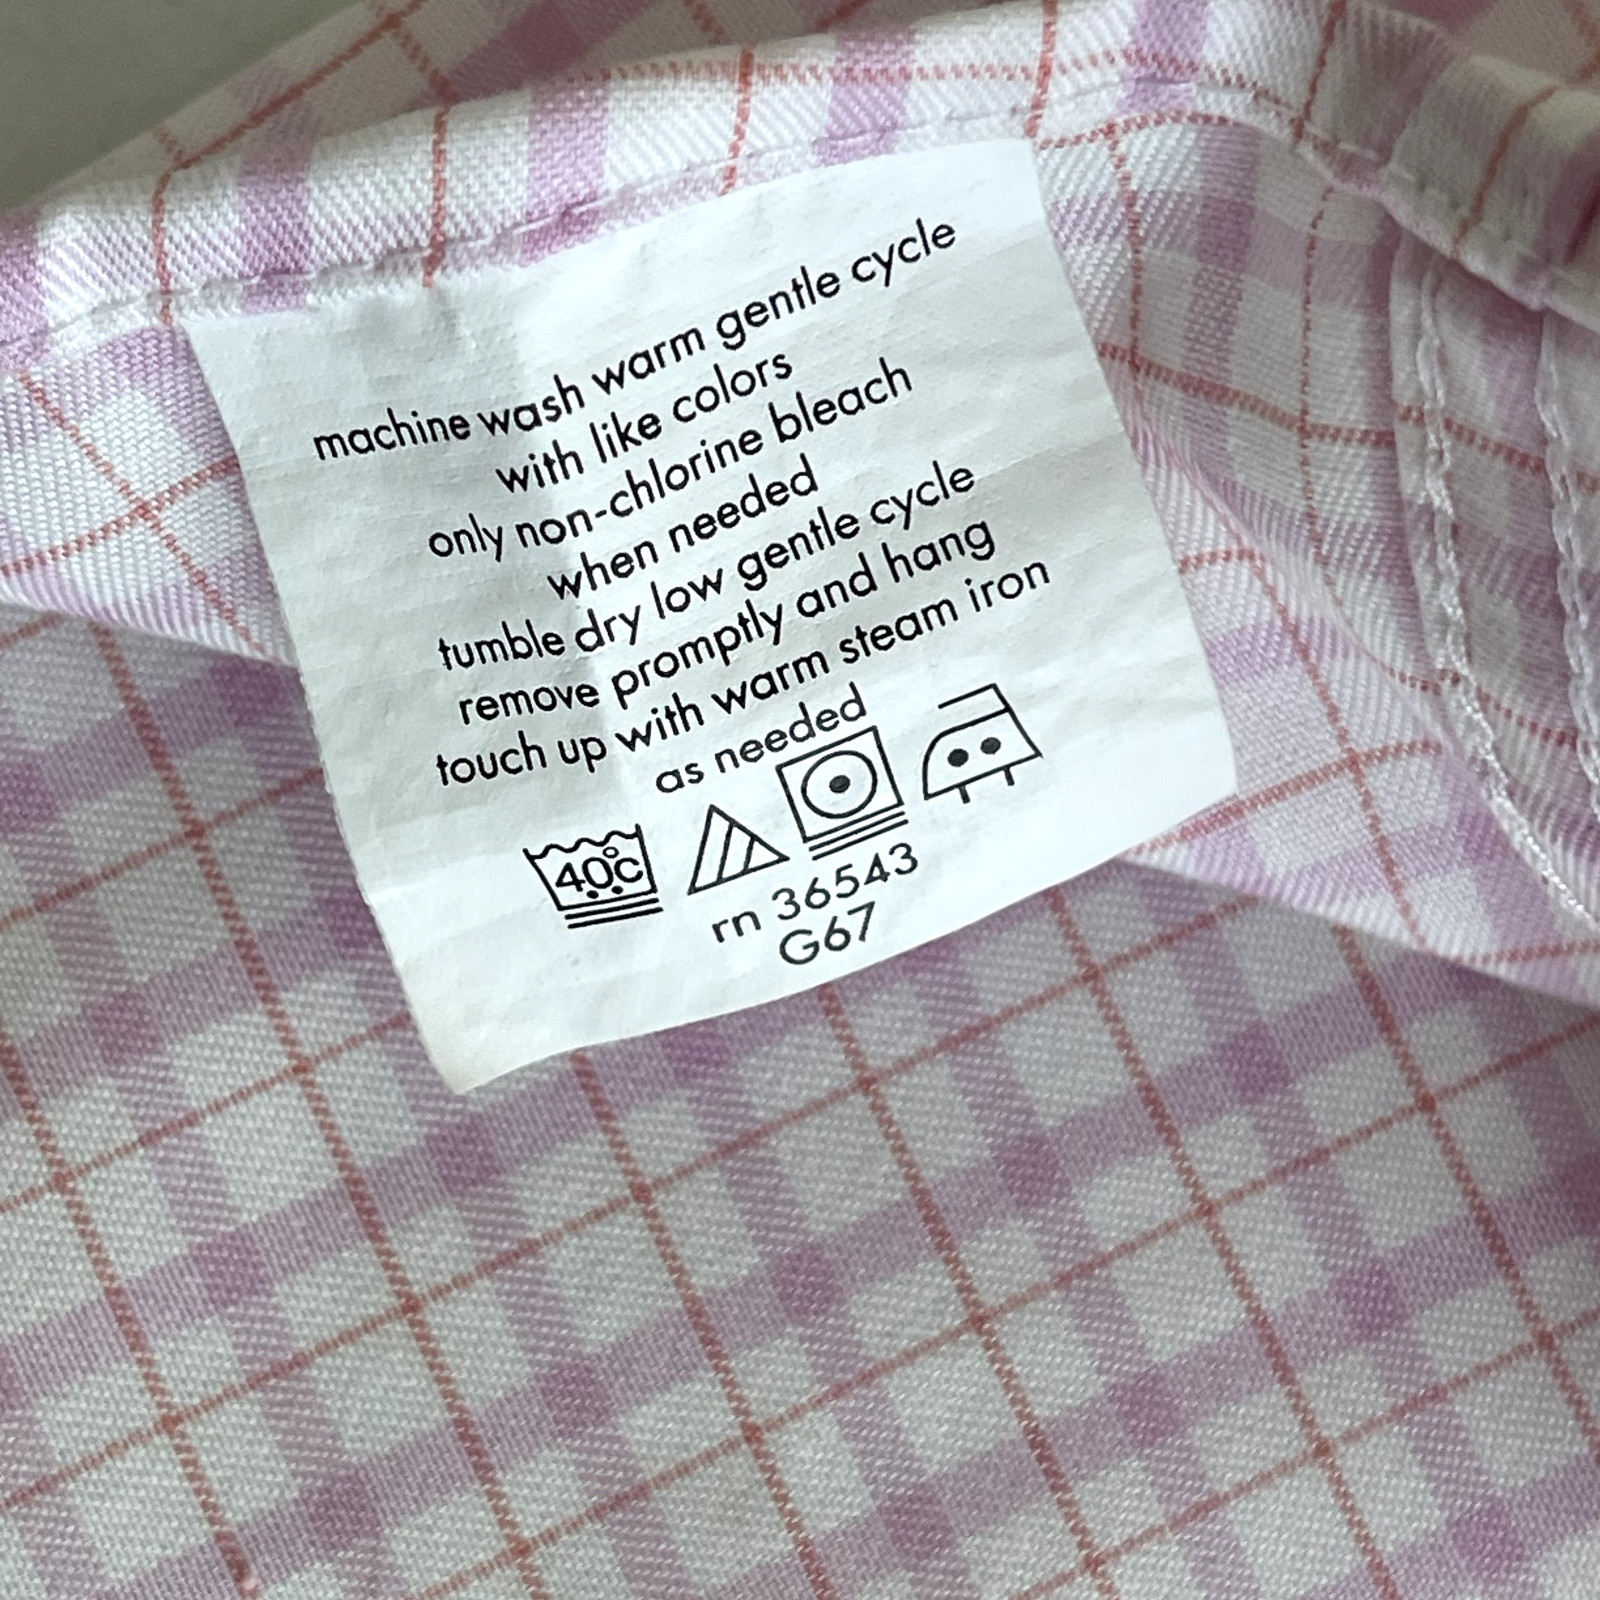 machine wash warm gentle cycle
with like colors
only non-chlorine bleach
when needed
tumble dry low gentle cycle
remove promptly and hang
touch up with warm steam iron
as needed
40°C
rn 36543
G67